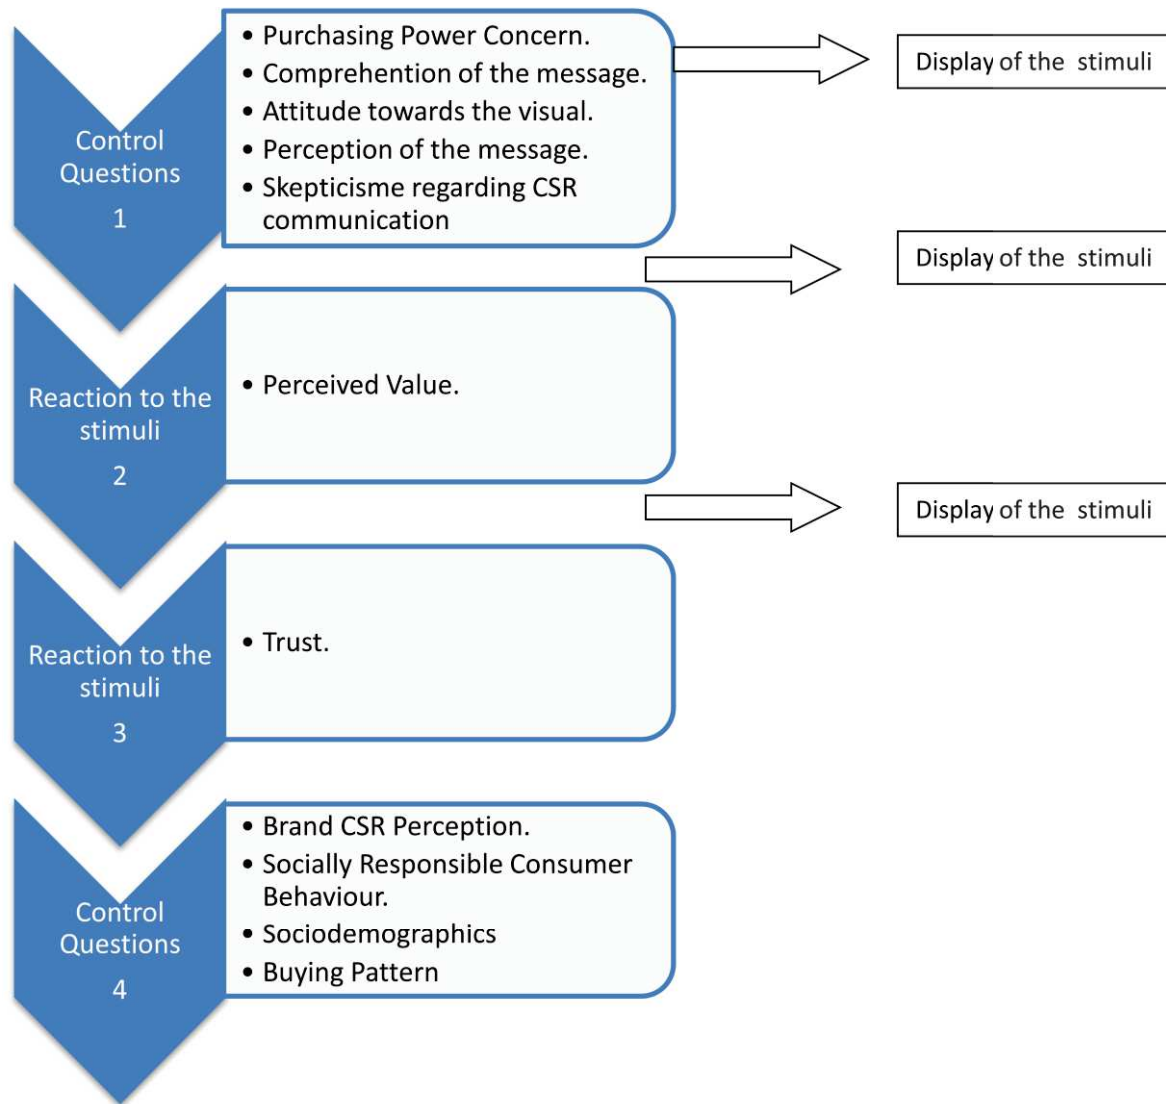 Control
Questions
1
• Purchasing Power Concern.
• Comprehention of the message.
• Attitude towards the visual.
• Perception of the message.
• Skepticisme regarding CSR
communication
Display of the stimuli
Display of the stimuli
Reaction to the
stimuli
2
• Perceived Value.
Display of the stimuli
Reaction to the
stimuli
3
• Trust.
Control
Questions
4
• Brand CSR Perception.
• Socially Responsible Consumer
Behaviour.
• Sociodemographics
• Buying Pattern